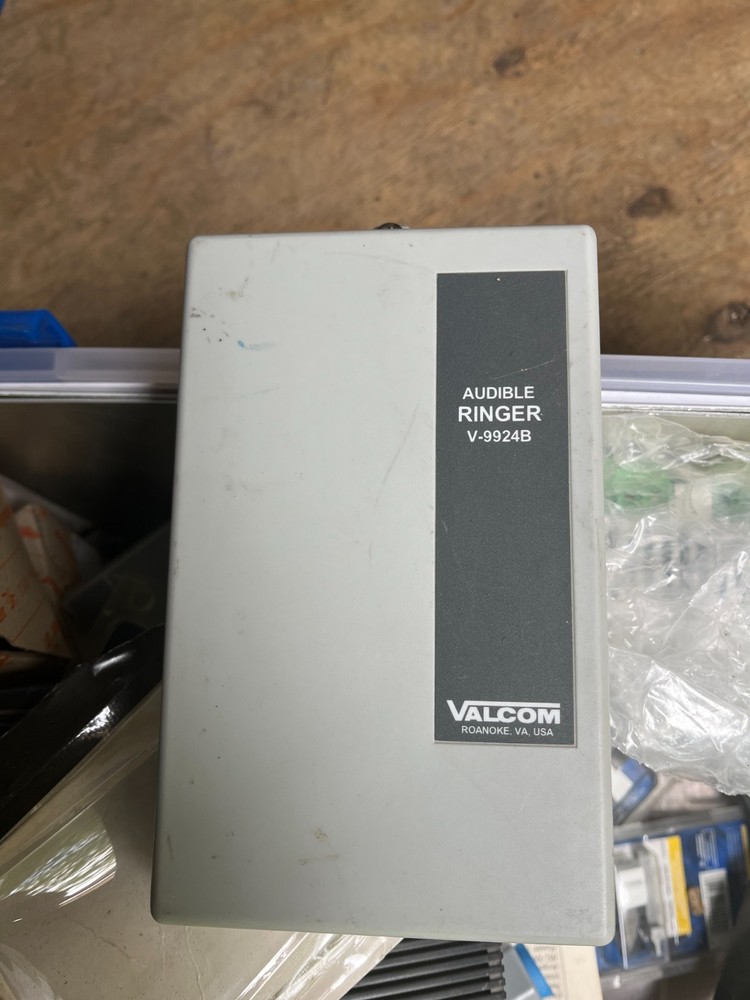 AUDIBLE
RINGER
V-9924B
VALCOM
ROANOKE, VA, USA